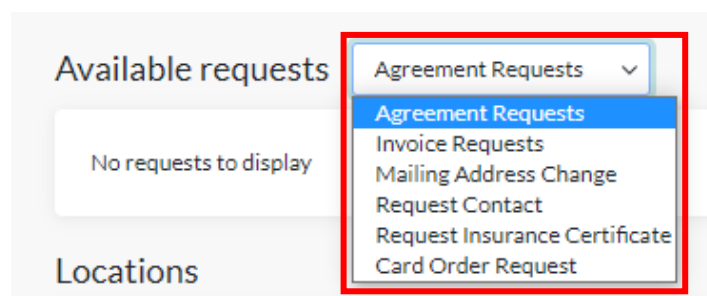 Available requests
Agreement Requests
Agreement Requests
Invoice Requests
No requests to display
Mailing Address Change
Request Contact
Request Insurance Certificate
Locations
Card Order Request